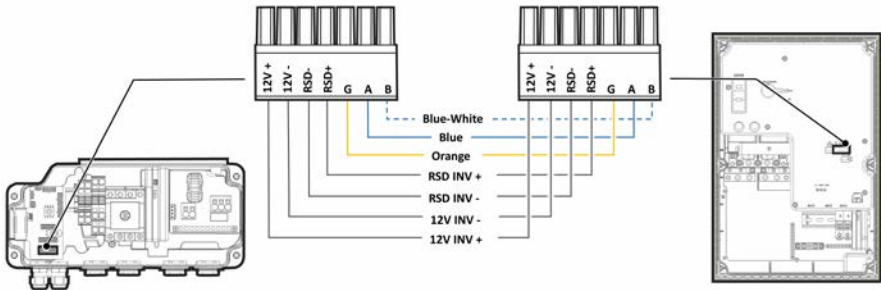 12V +
12V -
RSD-
RSD+
G
A
B
12V +
12V -
RSD-
RSD+
G
A
B
Blue-White
Blue
Orange
RSD INV +
RSD INV -
12V INV -
12V INV +